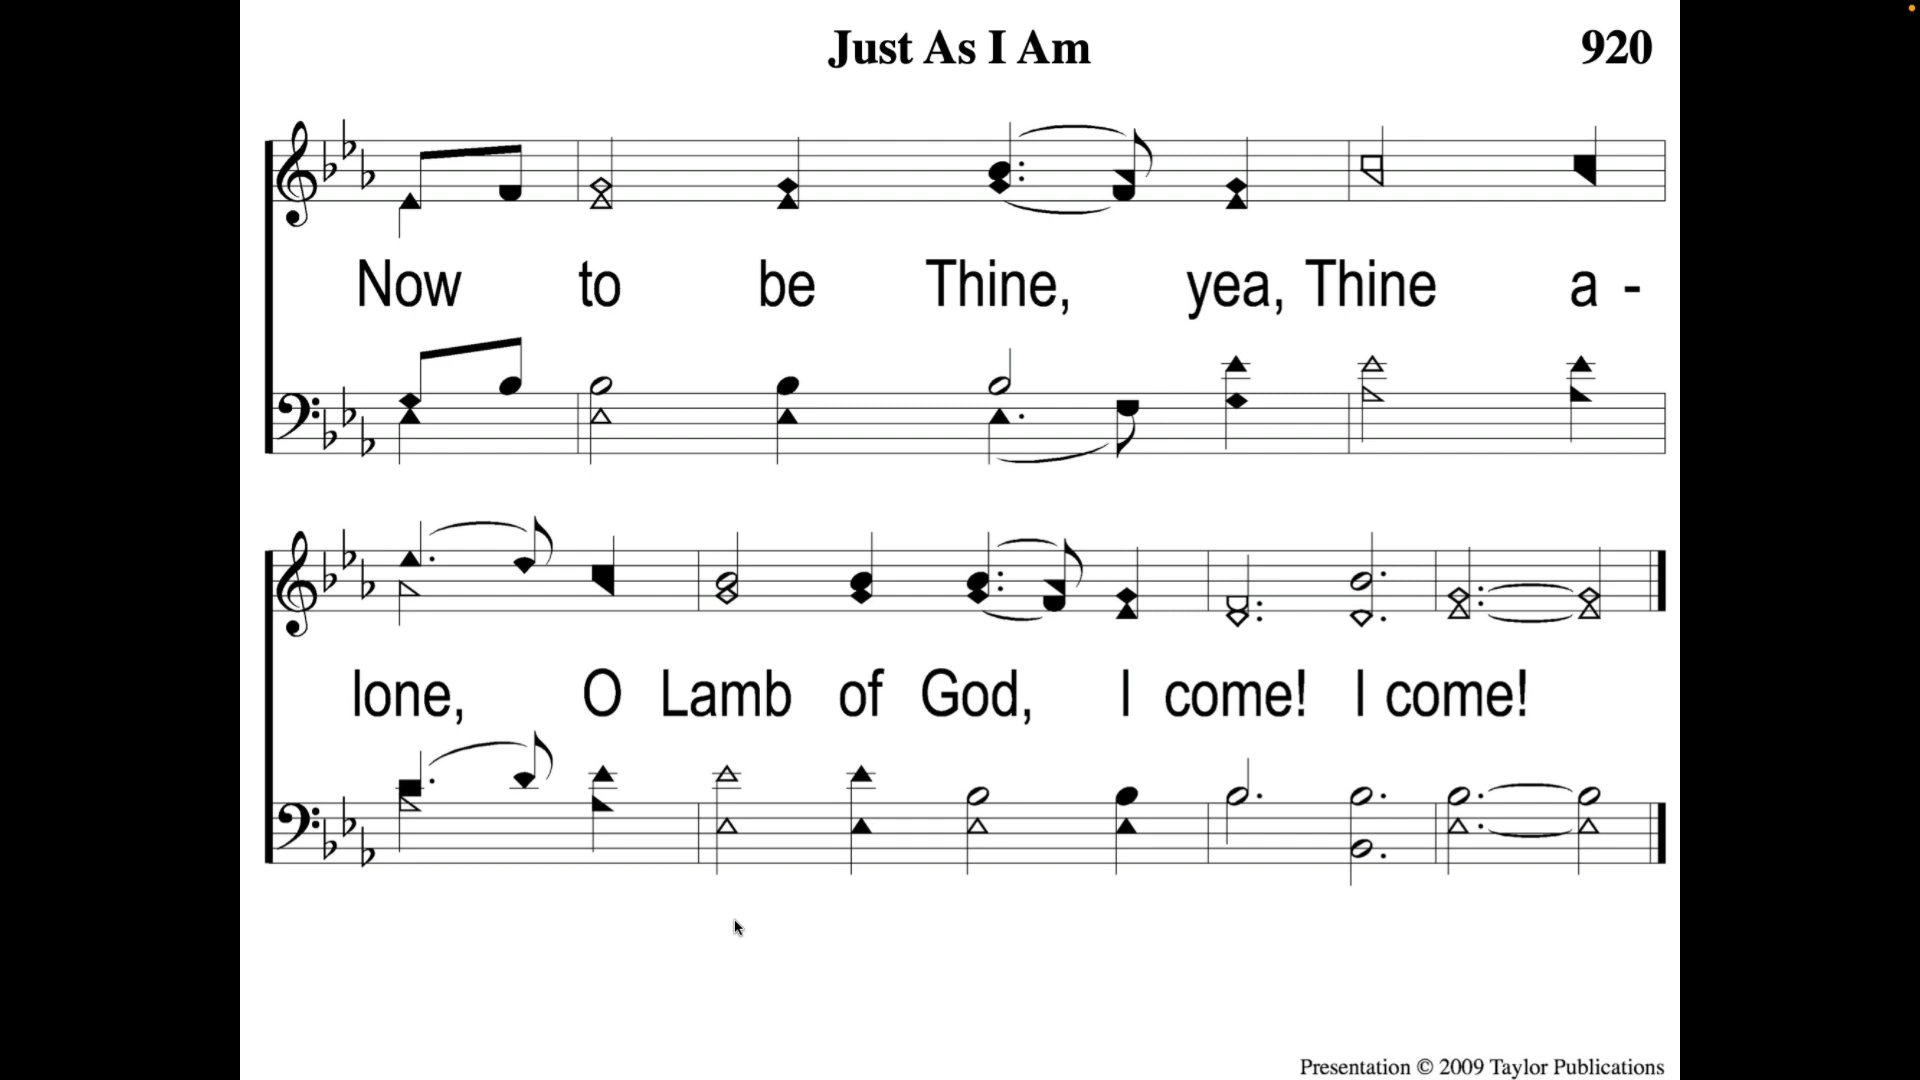 Just As I Am 920
Now to be Thine, yea, Thine a -
lone, O Lamb of God, I come! I come!
Presentation © 2009 Taylor Publications